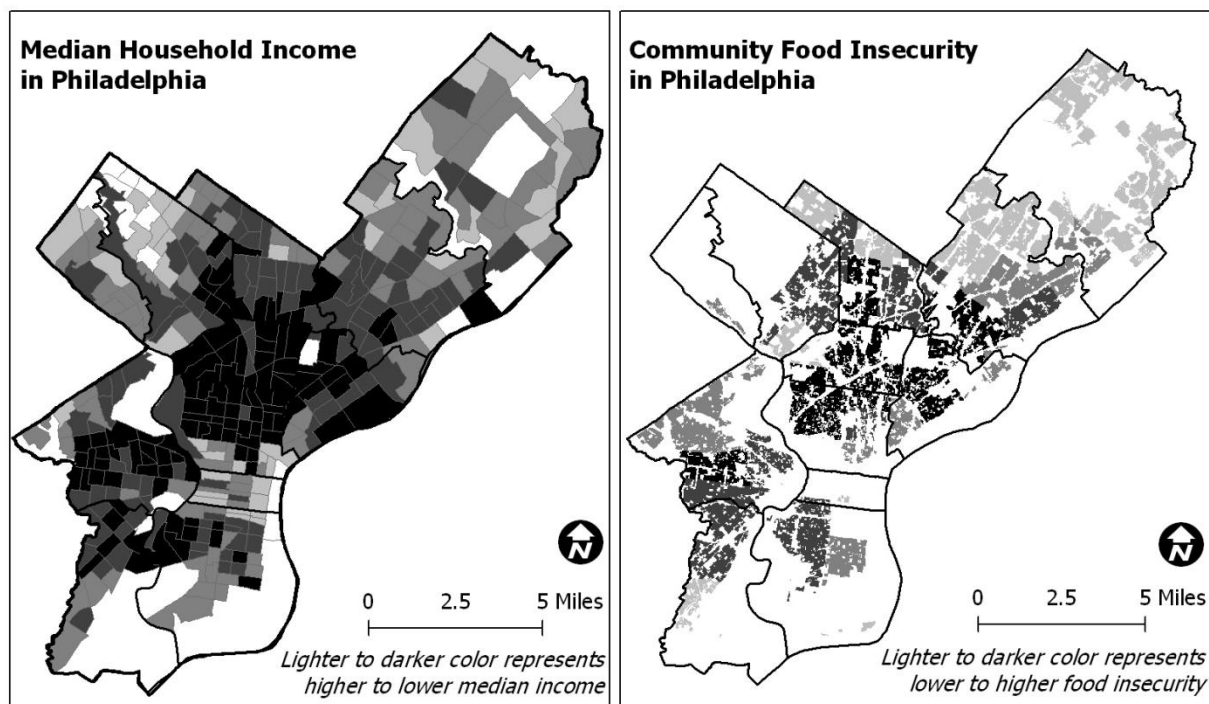 Median Household Income
in Philadelphia
N
0 2.5 5 Miles
Lighter to darker color represents
higher to lower median income
Community Food Insecurity
in Philadelphia
N
0 2.5 5 Miles
Lighter to darker color represents
lower to higher food insecurity